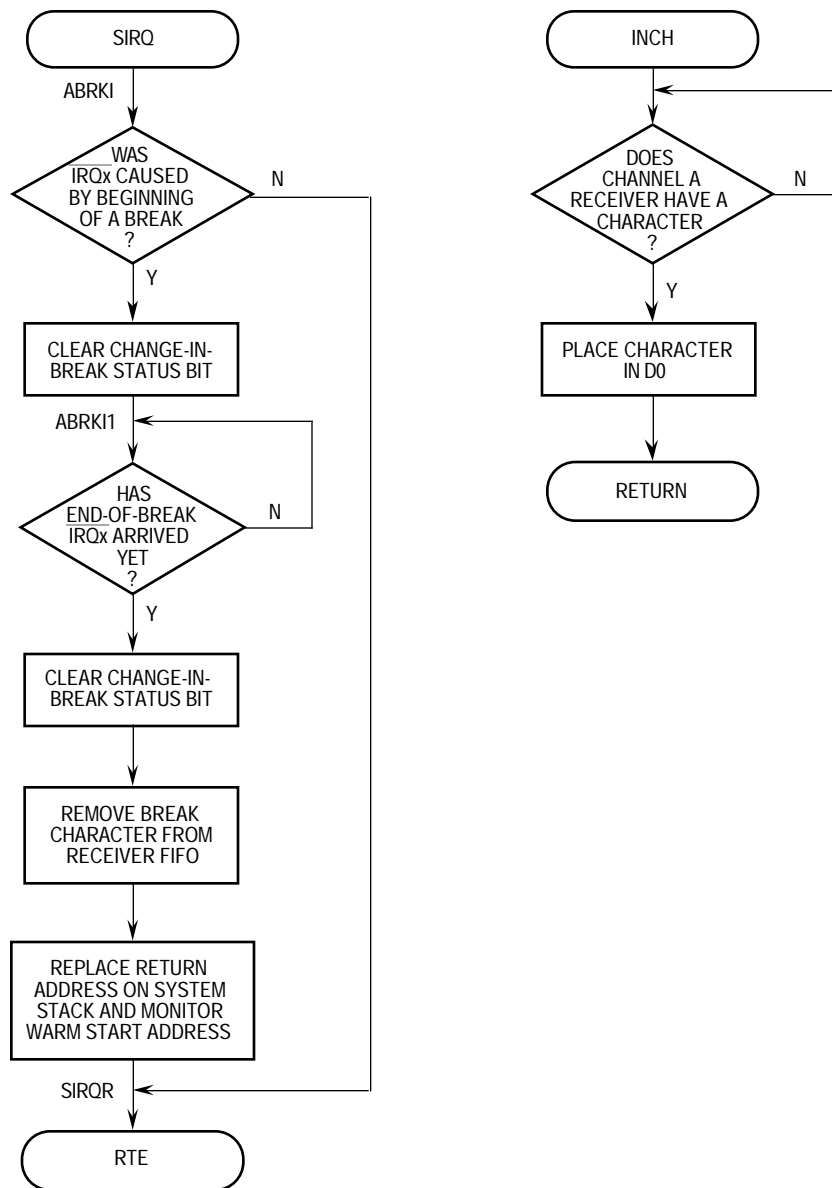 SIRQ
ABRKI
WAS
IRQx CAUSED
BY BEGINNING
OF A BREAK
?
N
Y
CLEAR CHANGE-IN-
BREAK STATUS BIT
ABRKI1
HAS
END-OF-BREAK
IRQx ARRIVED
YET
?
N
Y
CLEAR CHANGE-IN-
BREAK STATUS BIT
REMOVE BREAK
CHARACTER FROM
RECEIVER FIFO
REPLACE RETURN
ADDRESS ON SYSTEM
STACK AND MONITOR
WARM START ADDRESS
SIRQR
RTE
INCH
DOES
CHANNEL A
RECEIVER HAVE A
CHARACTER
?
N
Y
PLACE CHARACTER
IN D0
RETURN